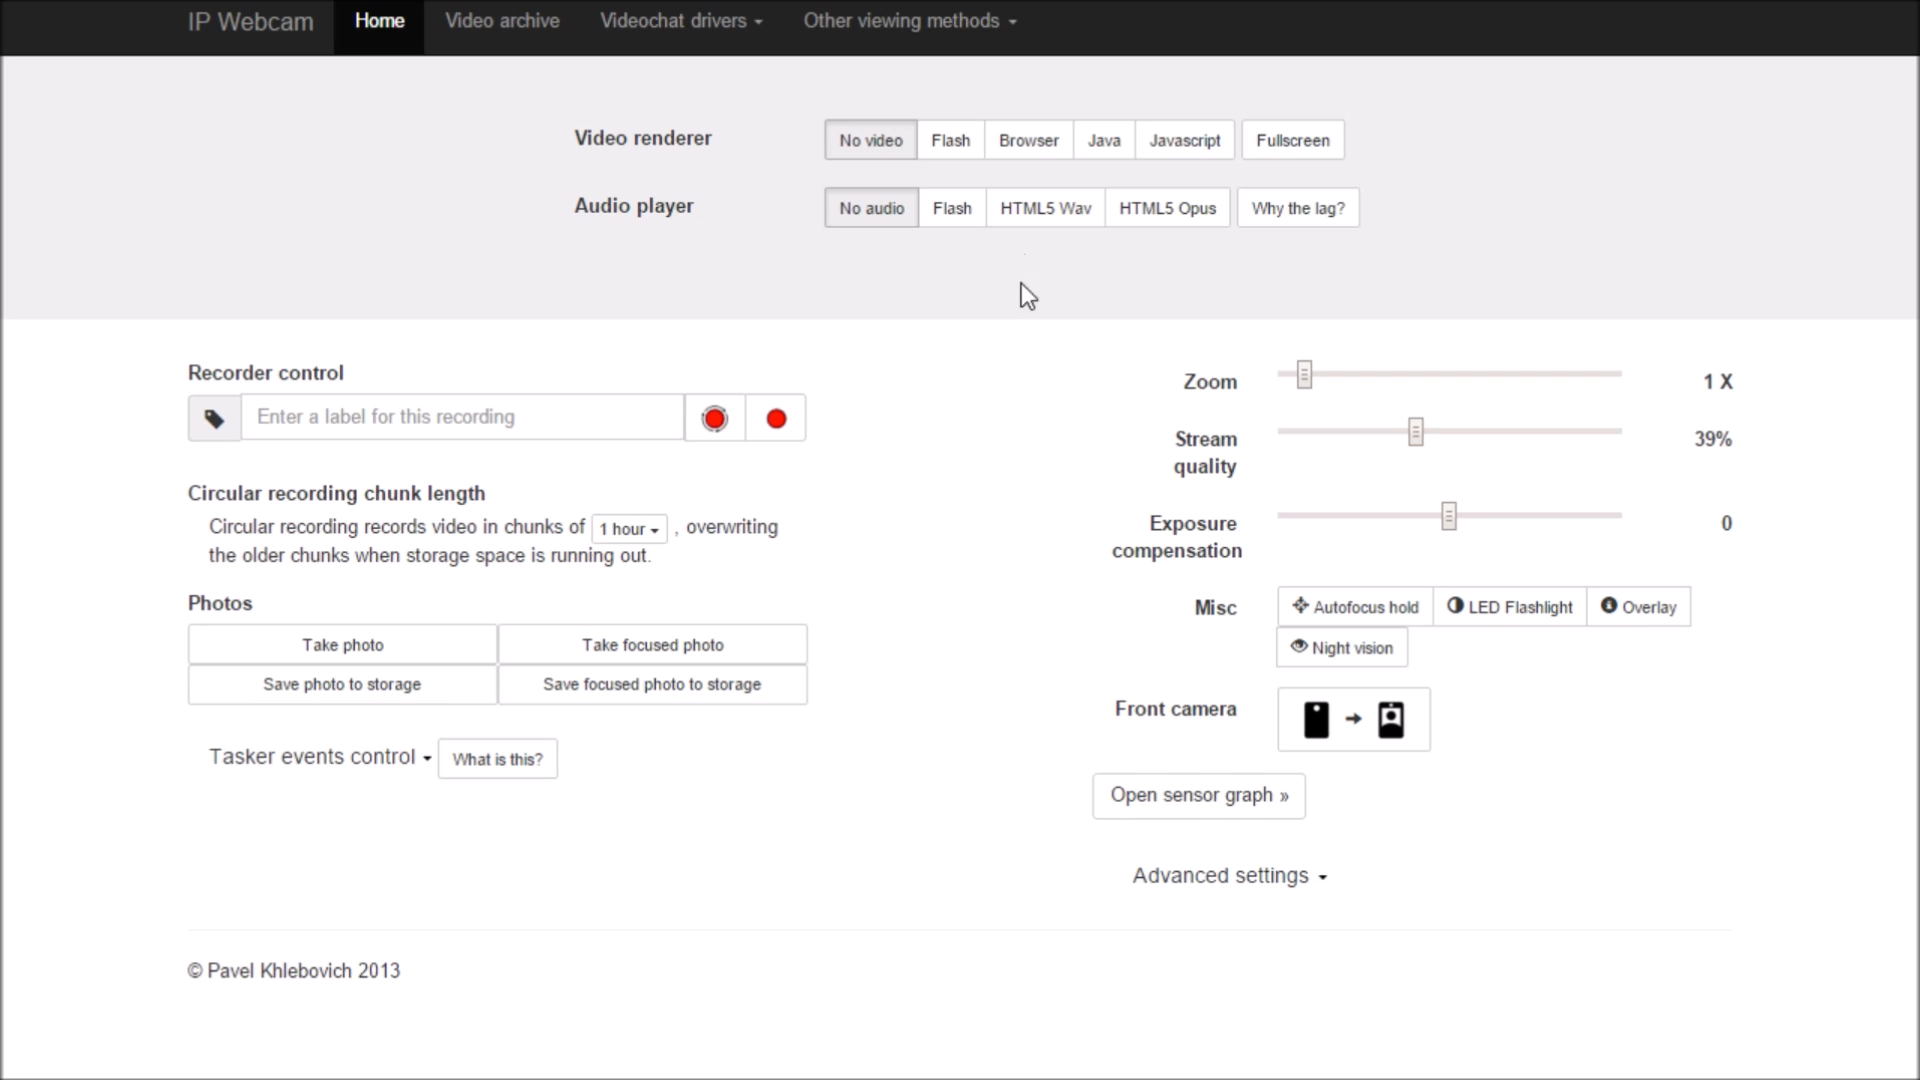 IP Webcam Home Video archive Videochat drivers Other viewing methods
Video renderer No video Flash Browser Java Javascript Fullscreen
Audio player No audio Flash HTML5 Wav HTML5 Opus Why the lag?
Recorder control
Enter a label for this recording
Circular recording chunk length
Circular recording records video in chunks of 1 hour , overwriting
the older chunks when storage space is running out.
Photos
Take photo Take focused photo
Save photo to storage Save focused photo to storage
Tasker events control What is this?
Zoom 1 X
Stream 39%
quality
Exposure 0
compensation
Misc Autofocus hold LED Flashlight Overlay
Night vision
Front camera
Open sensor graph »
Advanced settings
© Pavel Khlebovich 2013